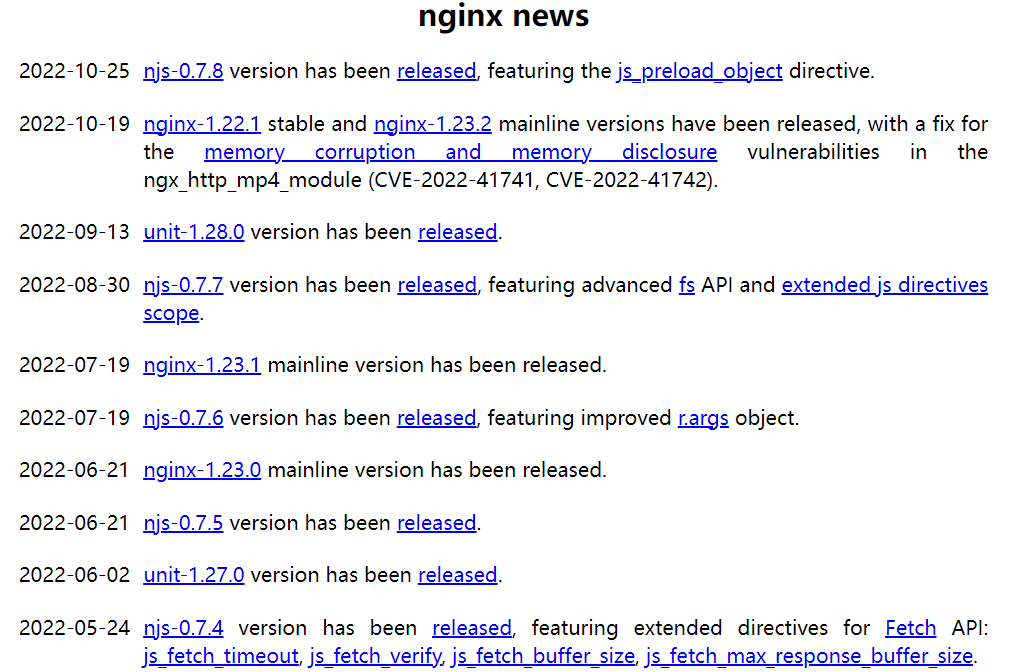 nginx news
2022-10-25 njs-0.7.8 version has been released, featuring the js_preload_object directive.
2022-10-19 nginx-1.22.1 stable and nginx-1.23.2 mainline versions have been released, with a fix for
the memory corruption and memory disclosure vulnerabilities in the
ngx_http_mp4_module (CVE-2022-41741, CVE-2022-41742).
2022-09-13 unit-1.28.0 version has been released.
2022-08-30 njs-0.7.7 version has been released, featuring advanced fs API and extended js directives
scope.
2022-07-19 nginx-1.23.1 mainline version has been released.
2022-07-19 njs-0.7.6 version has been released, featuring improved r.args object.
2022-06-21 nginx-1.23.0 mainline version has been released.
2022-06-21 njs-0.7.5 version has been released.
2022-06-02 unit-1.27.0 version has been released.
2022-05-24 njs-0.7.4 version has been released, featuring extended directives for Fetch API:
js_fetch_timeout, js_fetch_verify, js_fetch_buffer_size, js_fetch_max_response_buffer_size.